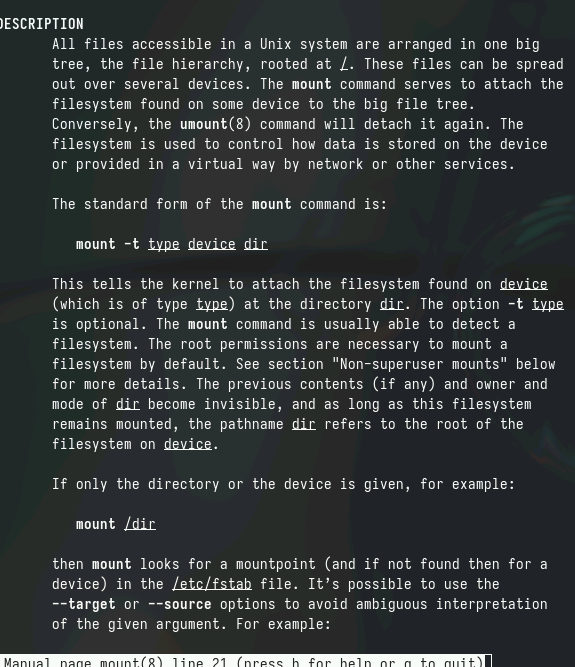 DESCRIPTION
All files accessible in a Unix system are arranged in one big
tree, the file hierarchy, rooted at /. These files can be spread
out over several devices. The mount command serves to attach the
filesystem found on some device to the big file tree.
Conversely, the umount(8) command will detach it again. The
filesystem is used to control how data is stored on the device
or provided in a virtual way by network or other services.
The standard form of the mount command is:
mount -t type device dir
This tells the kernel to attach the filesystem found on device
(which is of type type) at the directory dir. The option -t type
is optional. The mount command is usually able to detect a
filesystem. The root permissions are necessary to mount a
filesystem by default. See section "Non-superuser mounts" below
for more details. The previous contents (if any) and owner and
mode of dir become invisible, and as long as this filesystem
remains mounted, the pathname dir refers to the root of the
filesystem on device.
If only the directory or the device is given, for example:
mount /dir
then mount looks for a mountpoint (and if not found then for a
device) in the /etc/fstab file. It’s possible to use the
--target or --source options to avoid ambiguous interpretation
of the given argument. For example:
Manual page mount(8) line 21 (press h for help or q to quit)